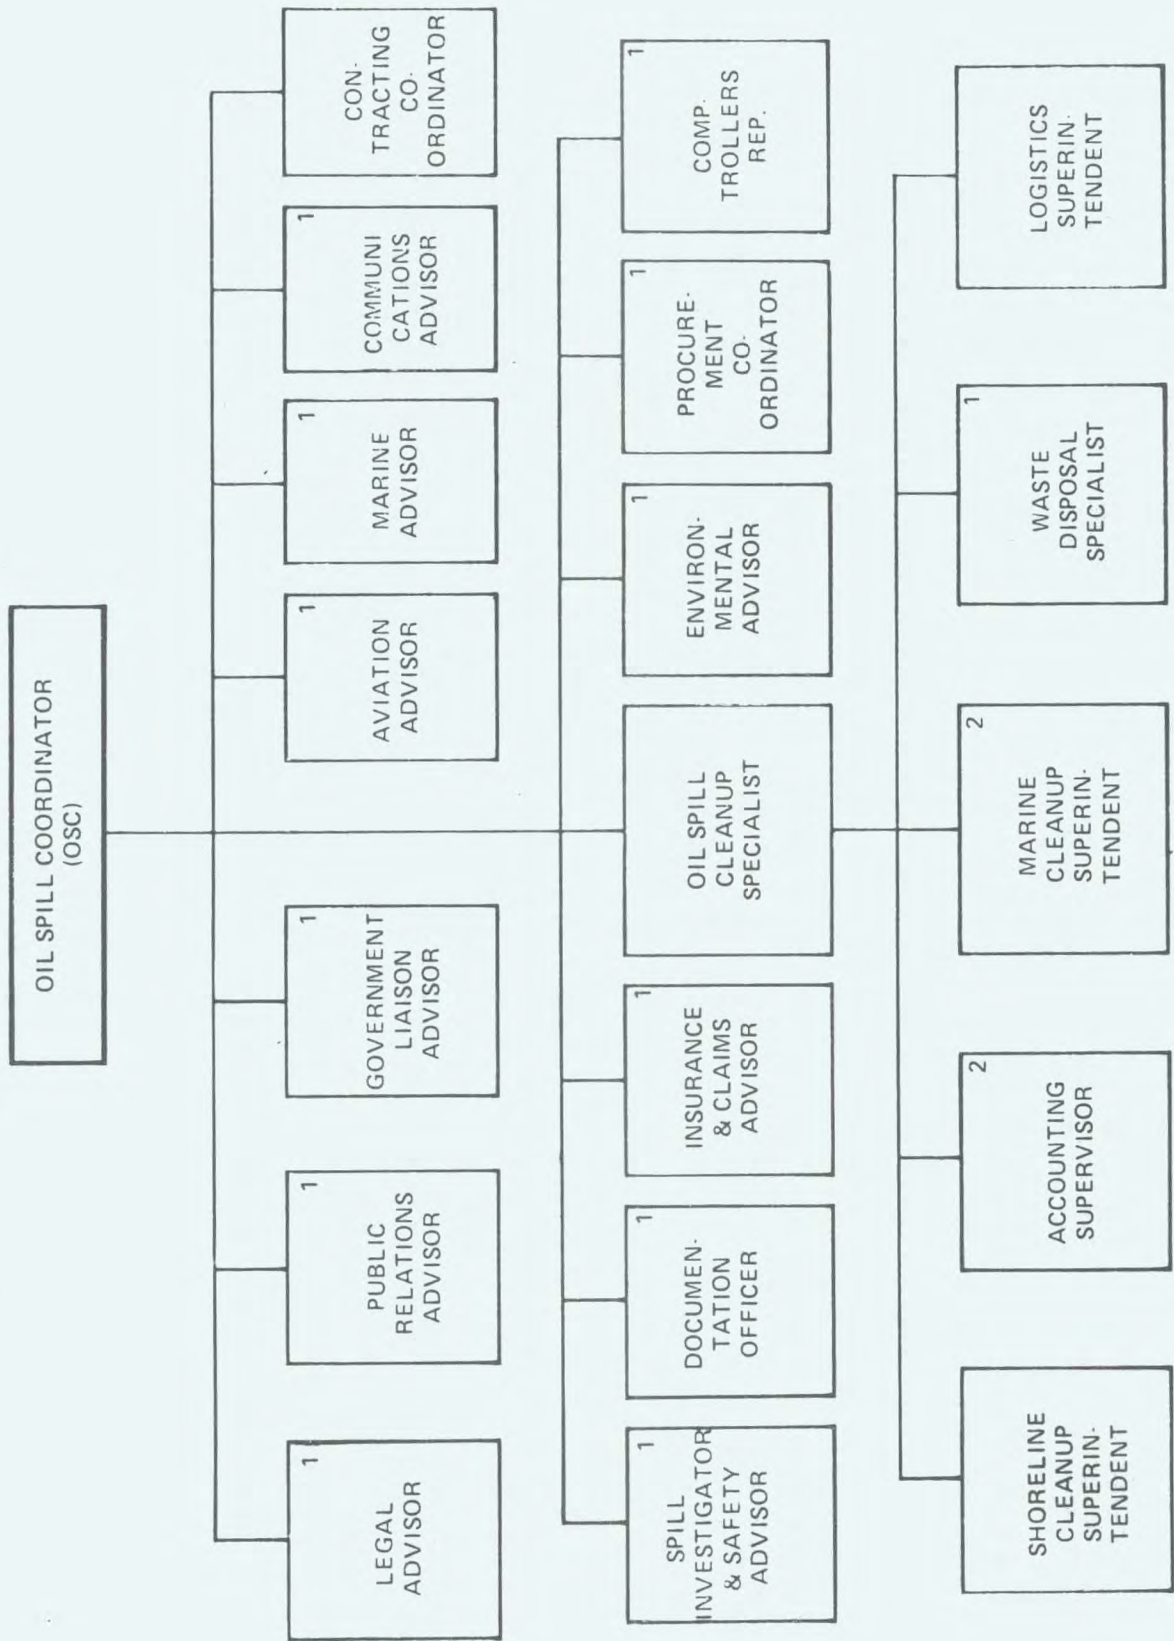 OIL SPILL COORDINATOR
(OSC)
1
LEGAL
ADVISOR
1
PUBLIC
RELATIONS
ADVISOR
1
GOVERNMENT
LIAISON
ADVISOR
1
AVIATION
ADVISOR
1
MARINE
ADVISOR
1
COMMUNI
CATIONS
ADVISOR
CON-
TRACTING
CO-
ORDINATOR
1
SPILL
INVESTIGATOR
& SAFETY
ADVISOR
1
DOCUMEN-
TATION
OFFICER
1
INSURANCE
& CLAIMS
ADVISOR
OIL SPILL
CLEANUP
SPECIALIST
1
ENVIRON-
MENTAL
ADVISOR
1
PROCURE-
MENT
CO-
ORDINATOR
1
COMP-
TROLLERS
REP.
SHORELINE
CLEANUP
SUPERIN-
TENDENT
2
ACCOUNTING
SUPERVISOR
2
MARINE
CLEANUP
SUPERIN-
TENDENT
1
WASTE
DISPOSAL
SPECIALIST
LOGISTICS
SUPERIN-
TENDENT